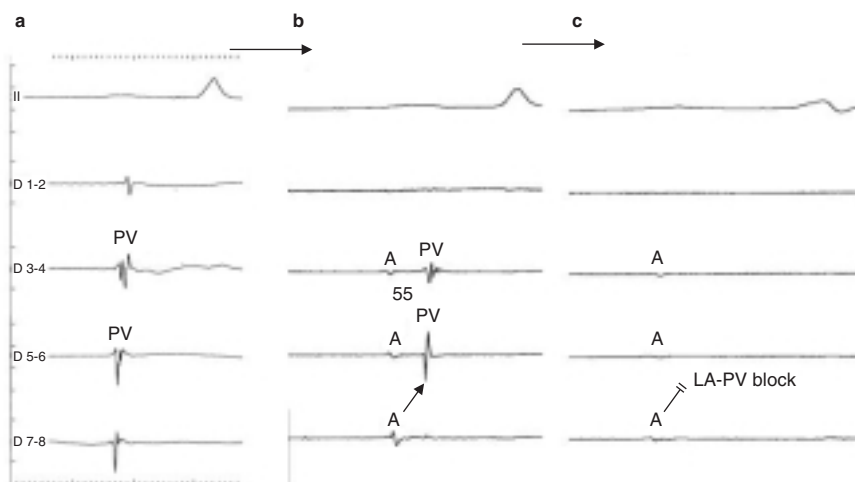 a b c
II
D 1-2
PV A PV A
D 3-4
55
PV PV
A A
D 5-6
LA-PV block
A A
D 7-8